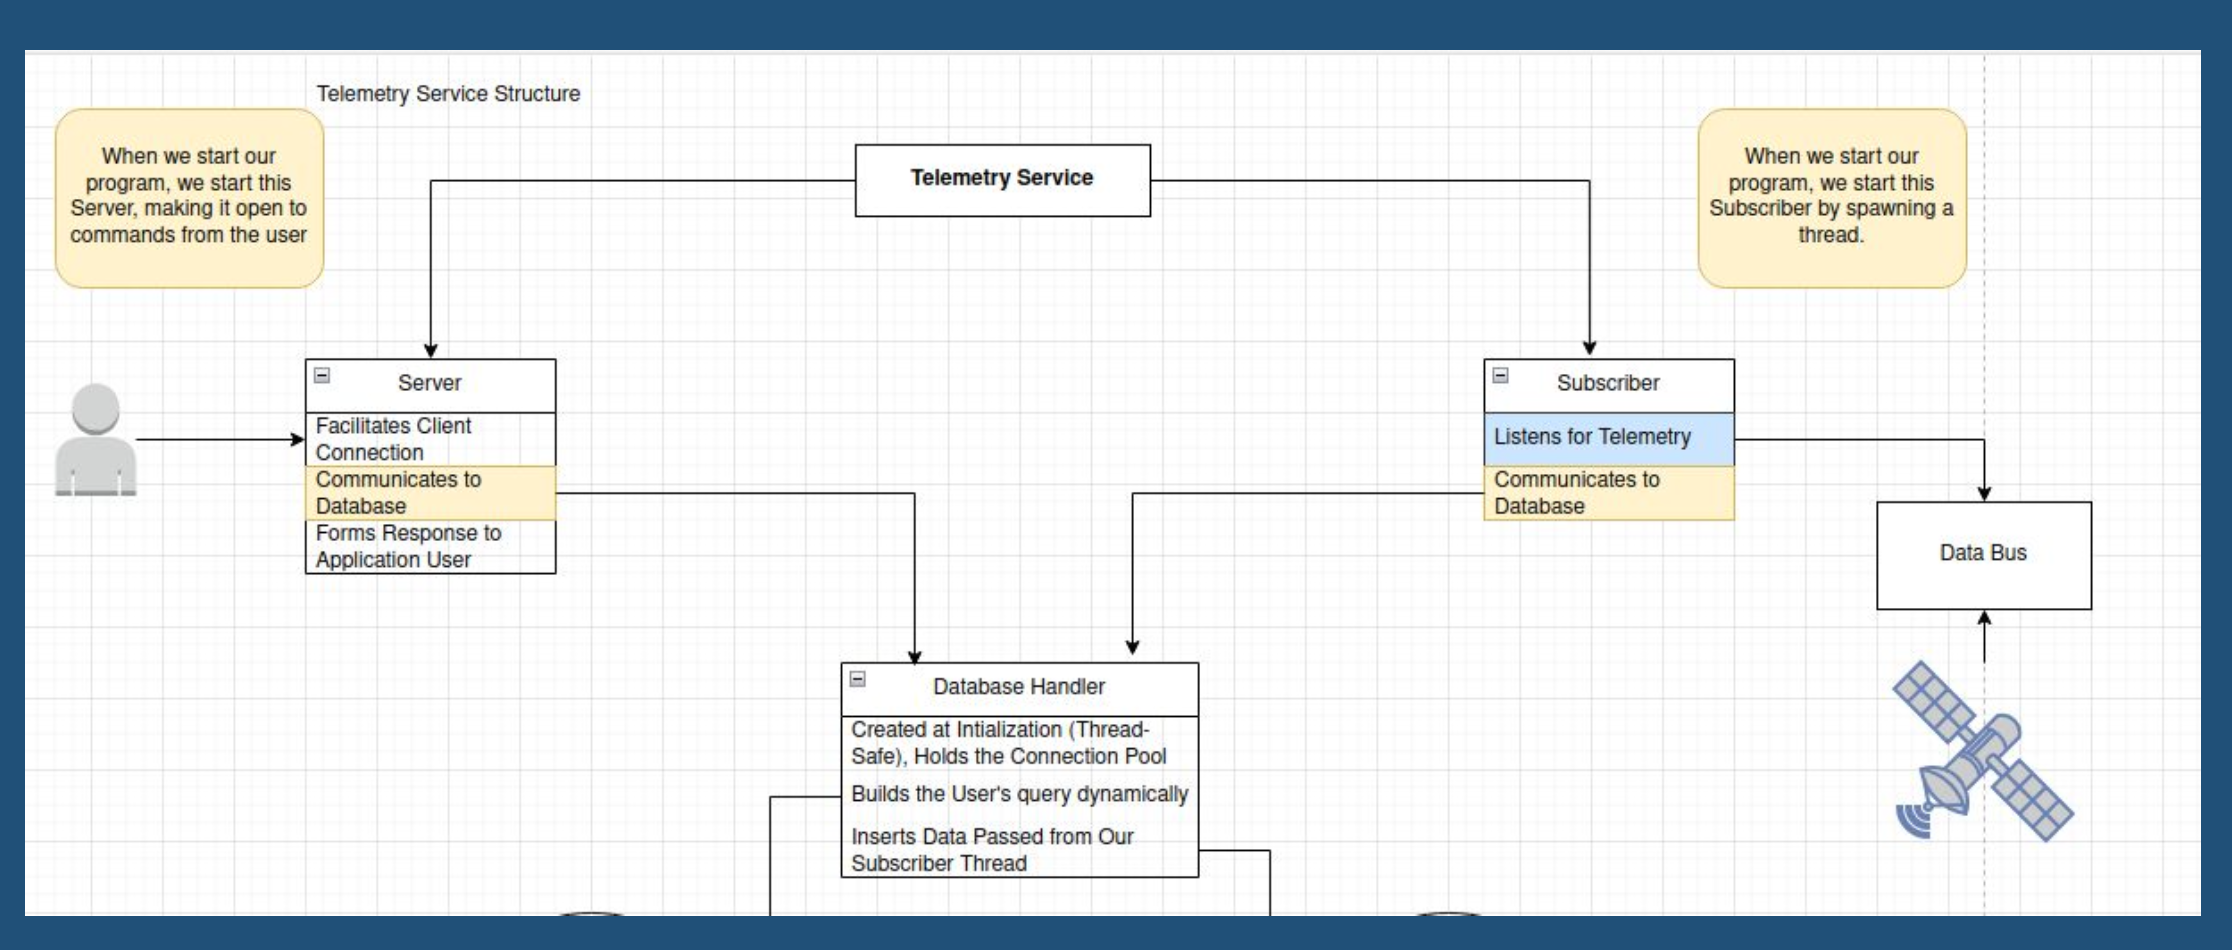 Telemetry Service Structure
When we start our
program, we start this
Server, making it open to
commands from the user
Telemetry Service
When we start our
program, we start this
Subscriber by spawning a
thread.
Server
Facilitates Client
Connection
Communicates to
Database
Forms Response to
Application User
Subscriber
Listens for Telemetry
Communicates to
Database
Data Bus
Database Handler
Created at Intialization (Thread-
Safe), Holds the Connection Pool
Builds the User's query dynamically
Inserts Data Passed from Our
Subscriber Thread